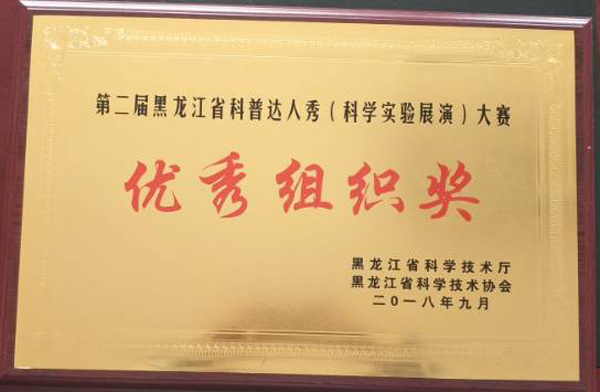 第二届黑龙江省科普达人秀（科学实验展演）大赛
优秀组织奖
黑龙江省科学技术厅
黑龙江省科学技术协会
二〇一八年九月